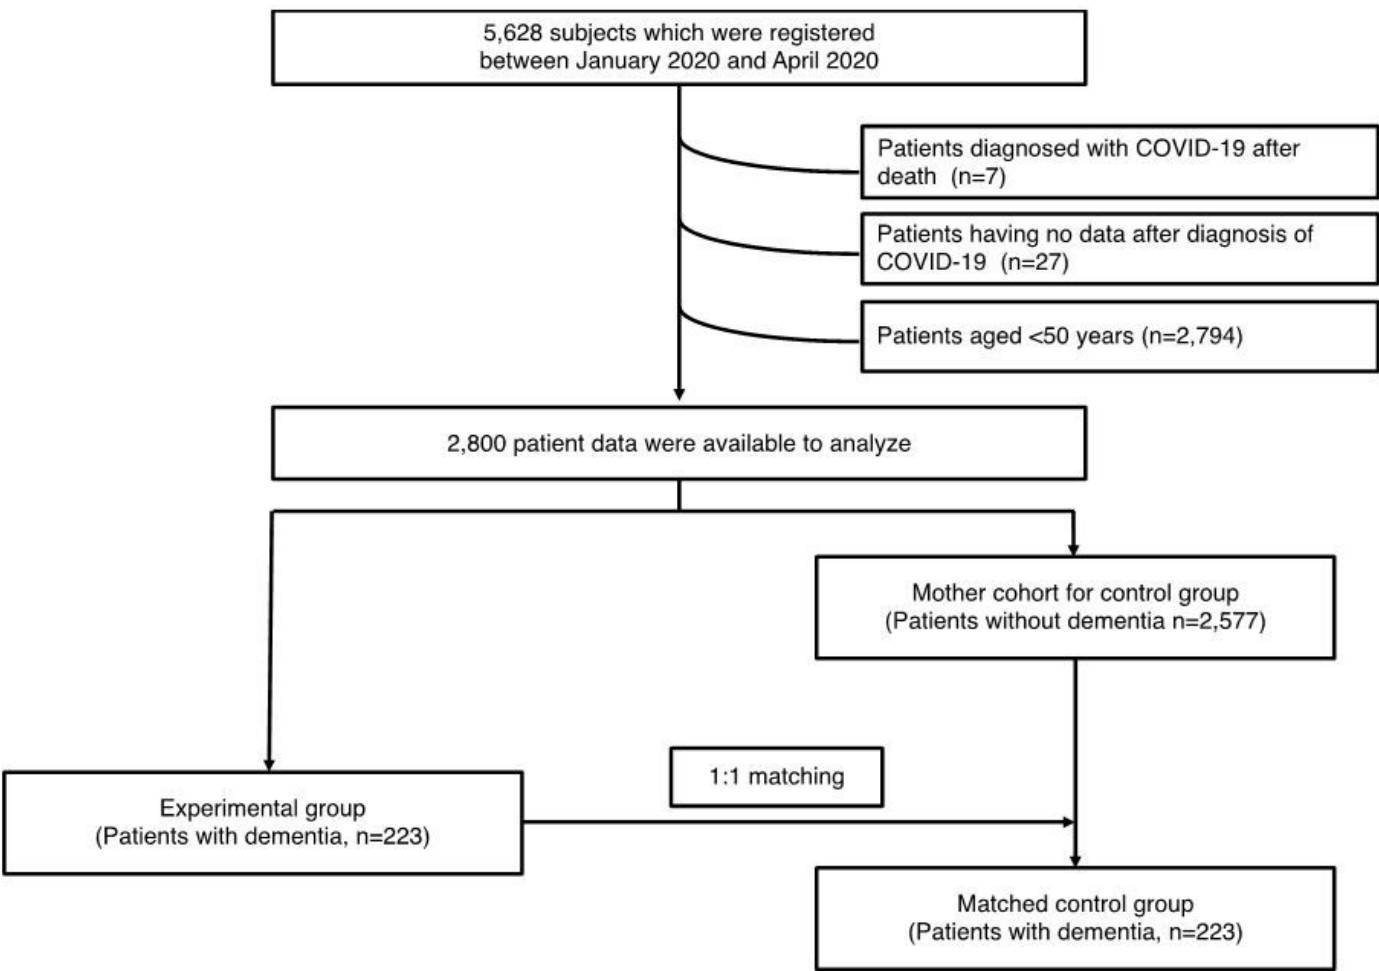 5,628 subjects which were registered
between January 2020 and April 2020
Patients diagnosed with COVID-19 after
death (n=7)
Patients having no data after diagnosis of
COVID-19 (n=27)
Patients aged <50 years (n=2,794)
2,800 patient data were available to analyze
Mother cohort for control group
(Patients without dementia n=2,577)
1:1 matching
Experimental group
(Patients with dementia, n=223)
Matched control group
(Patients with dementia, n=223)